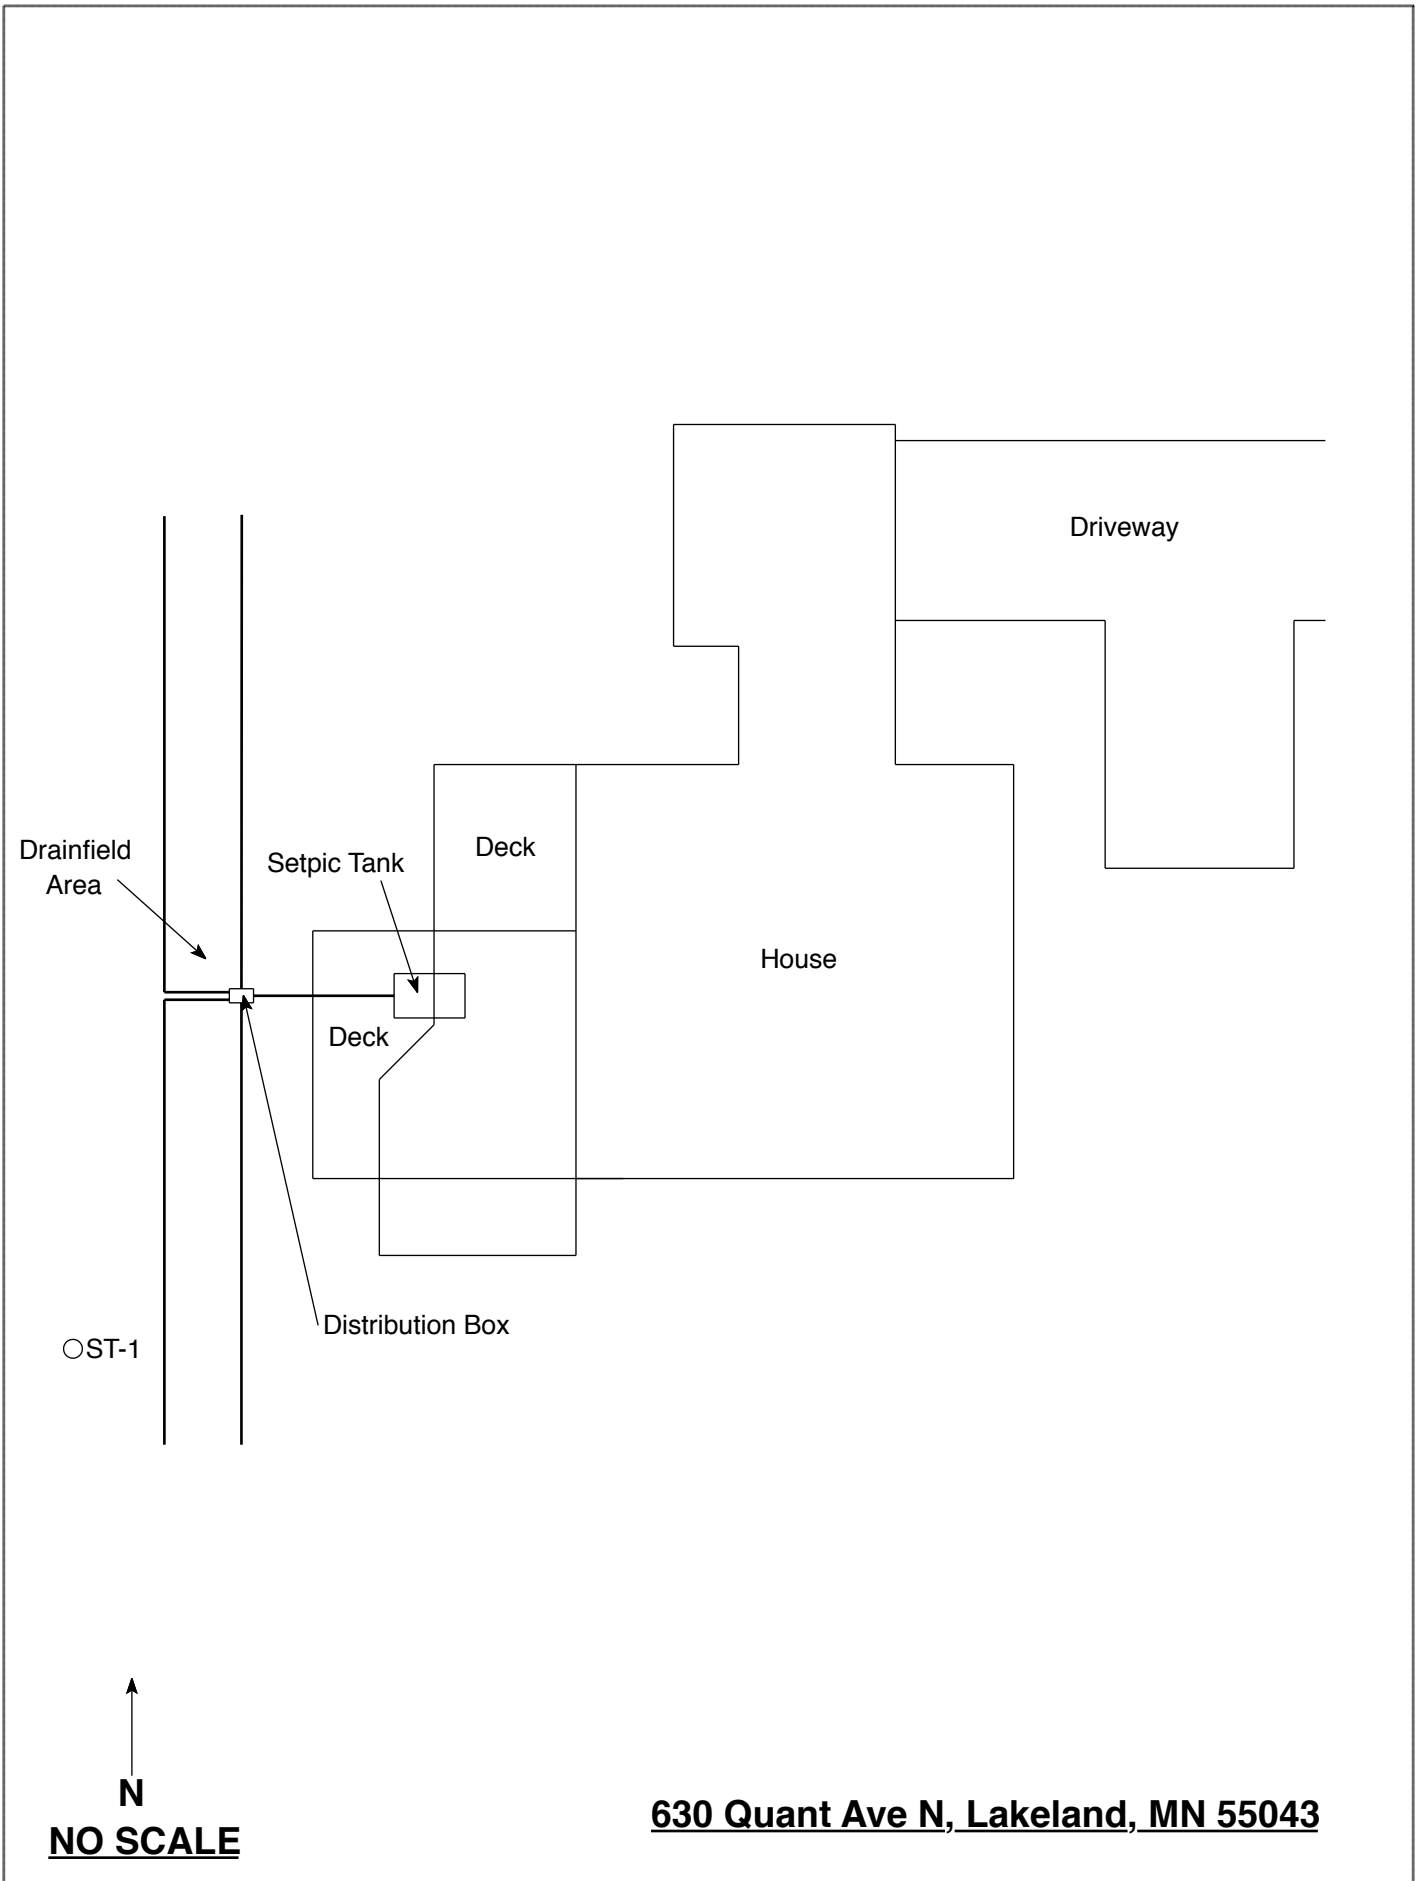 Driveway
Deck
Drainfield
Area
Setpic Tank
House
Deck
Distribution Box
ST-1
N
NO SCALE
630 Quant Ave N, Lakeland, MN 55043